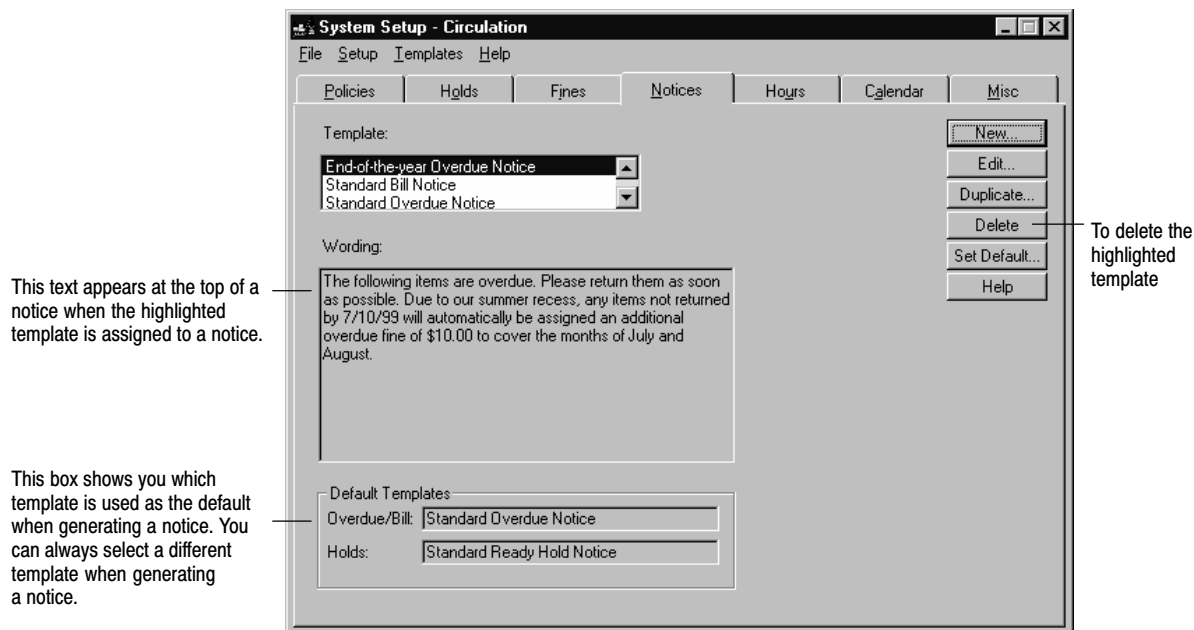 System Setup - Circulation
File Setup Templates Help
Policies Holds Fines Notices Hours Calendar Misc
Template:
End-of-the-year Overdue Notice
Standard Bill Notice
Standard Overdue Notice
New...
Edit...
Duplicate...
Delete
Set Default...
Help
To delete the
highlighted
template
Wording:
The following items are overdue. Please return them as soon
as possible. Due to our summer recess, any items not returned
by 7/10/99 will automatically be assigned an additional
overdue fine of $10.00 to cover the months of July and
August.
This text appears at the top of a
notice when the highlighted
template is assigned to a notice.
This box shows you which
template is used as the default
when generating a notice. You
can always select a different
template when generating
a notice.
Default Templates
Overdue/Bill: Standard Overdue Notice
Holds: Standard Ready Hold Notice